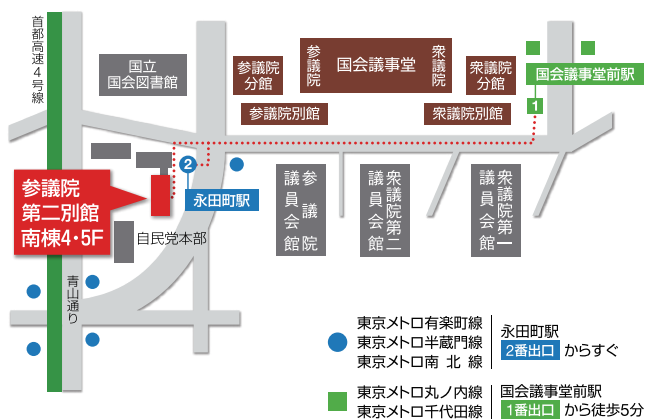 首都高速4号線
国立
国会図書館
参議院
分館
参議院
国会議事堂
衆議院
衆議院
分館
国会議事堂前駅
参議院別館
衆議院別館
1
2
永田町駅
参議院
第二別館
南棟4・5F
自民党本部
参議院
議員会館
衆議院第二
議員会館
衆議院第一
議員会館
青山通り
東京メトロ有楽町線
東京メトロ半蔵門線
東京メトロ南北線
永田町駅
2番出口 からすぐ
東京メトロ丸ノ内線
東京メトロ千代田線
国会議事堂前駅
1番出口 から徒歩5分